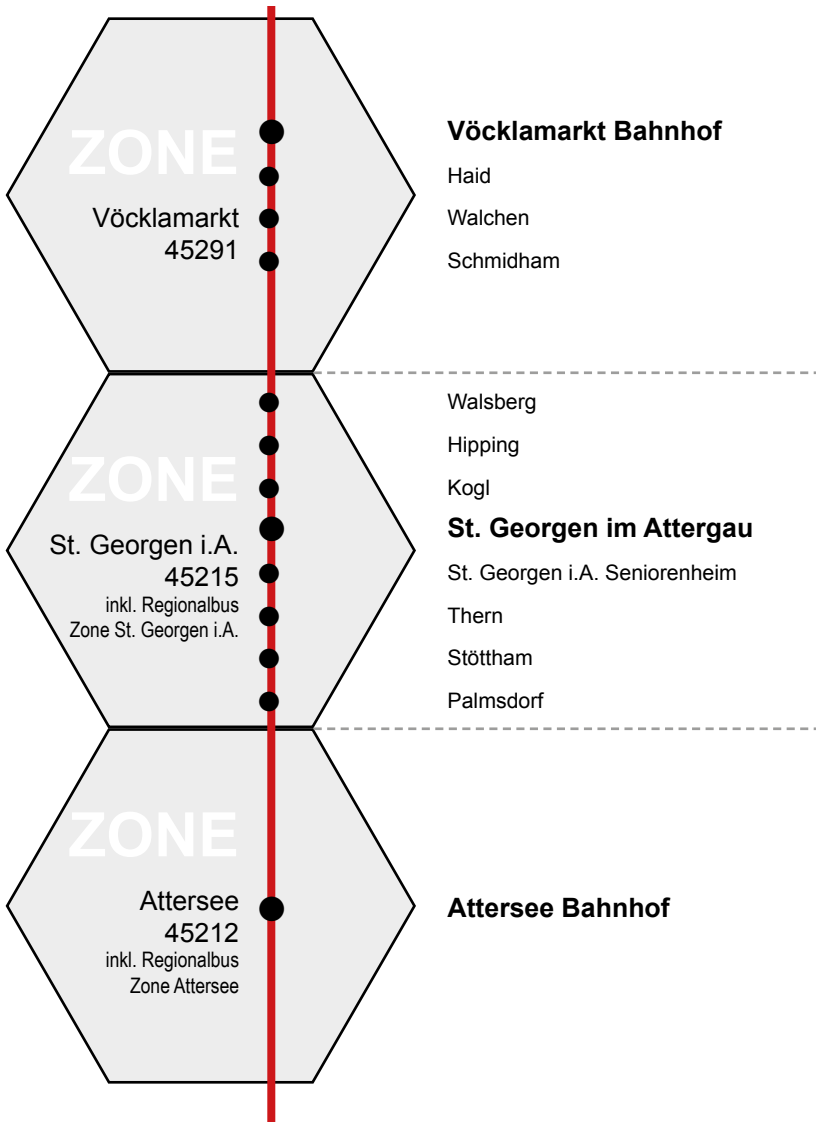 ZONE
Vöcklamarkt
45291
Vöcklamarkt Bahnhof
Haid
Walchen
Schmidham
ZONE
St. Georgen i.A.
45215
inkl. Regionalbus
Zone St. Georgen i.A.
Walsberg
Hipping
Kogl
St. Georgen im Attergau
St. Georgen i.A. Seniorenheim
Thern
Stöttham
Palmsdorf
ZONE
Attersee
45212
inkl. Regionalbus
Zone Attersee
Attersee Bahnhof